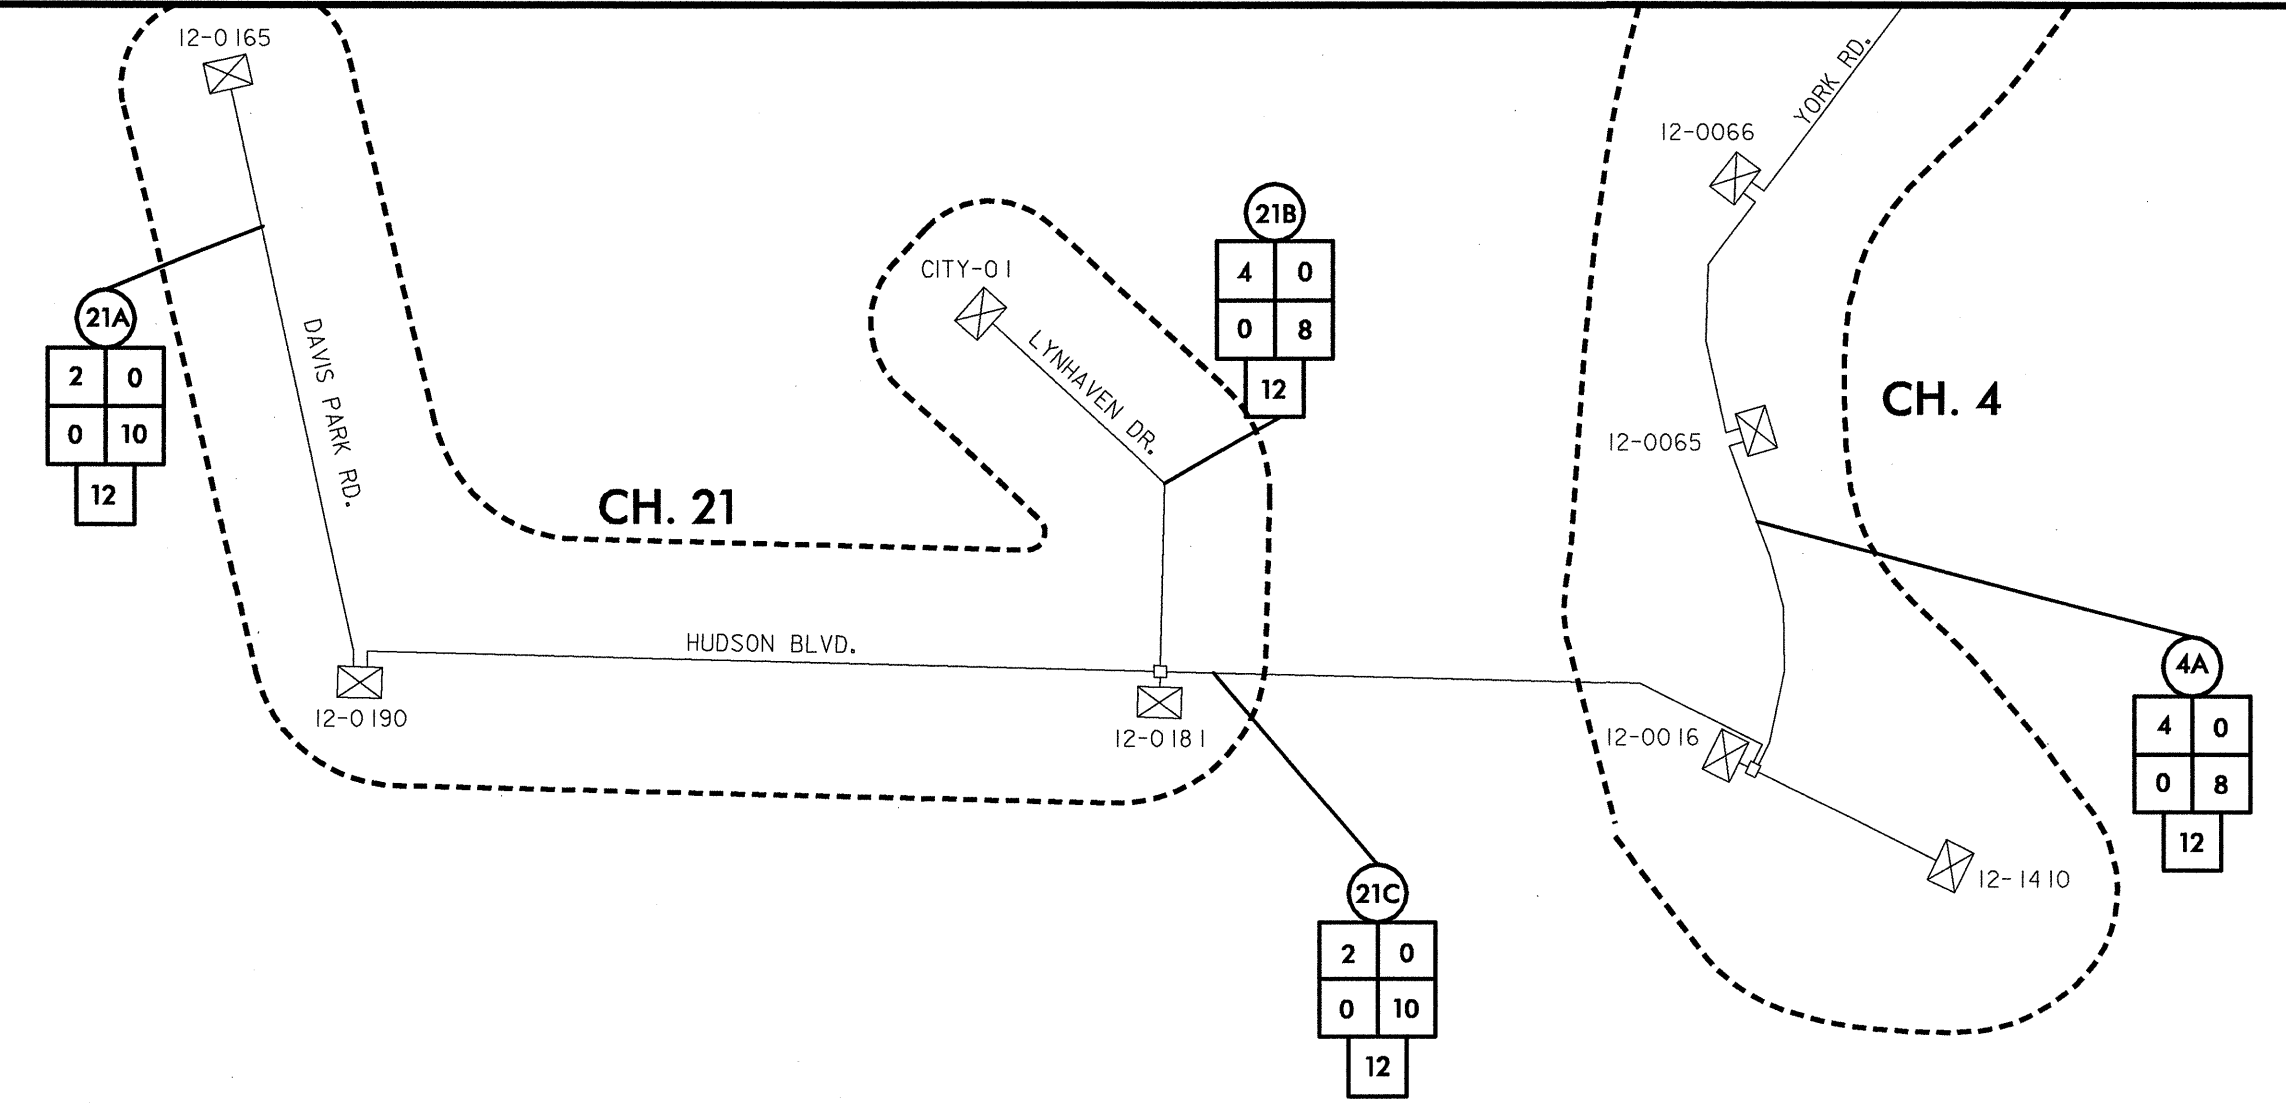 12-0165
YORK RD.
12-0066
21B
4 0
0 8
12
CITY-01
LYNHAVEN DR.
21A
2 0
0 10
12
DAVIS PARK RD.
CH. 4
12-0065
CH. 21
HUDSON BLVD.
12-0190
12-0181
12-0016
4A
4 0
0 8
12
12-1410
21C
2 0
0 10
12